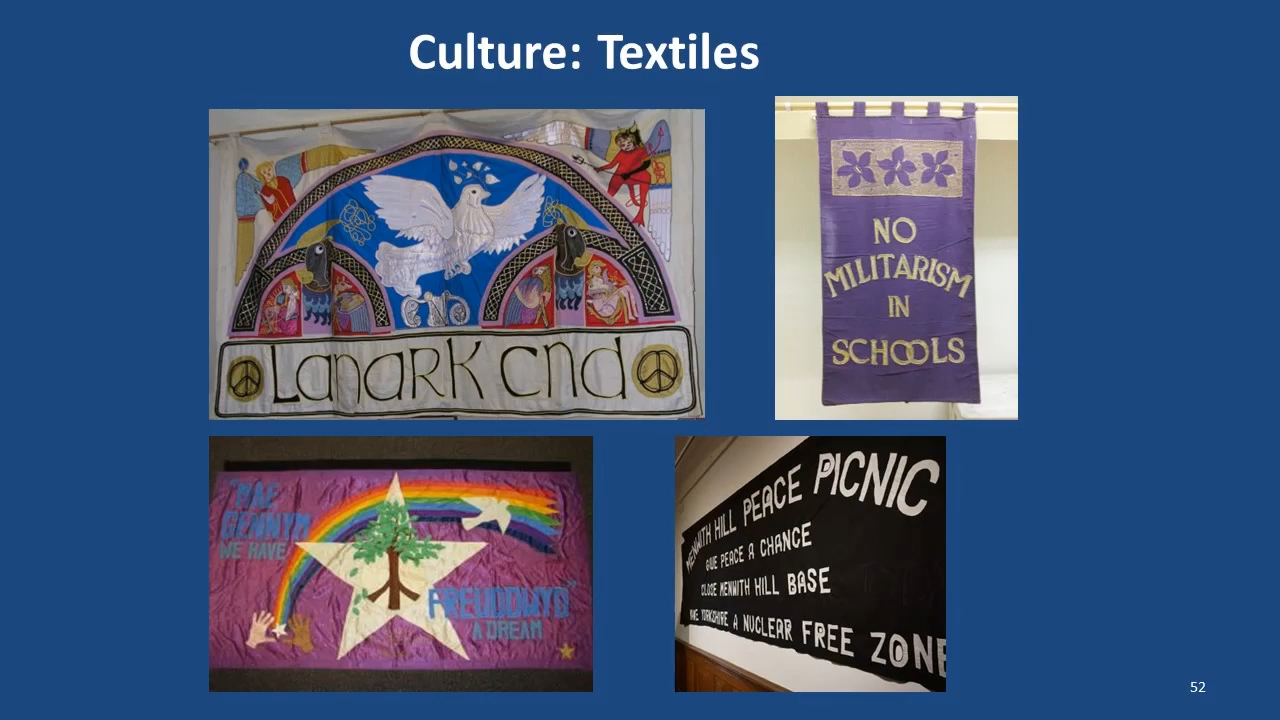 Culture: Textiles
CND
Lanark cnd
NO
MILITARISM
IN
SCHOOLS
"MAE
GENNYM
WE HAVE
FREUDDWYD"
A DREAM
MENWITH HILL PEACE PICNIC
GIVE PEACE A CHANCE
CLOSE MENWITH HILL BASE
MAKE YORKSHIRE A NUCLEAR FREE ZONE
52